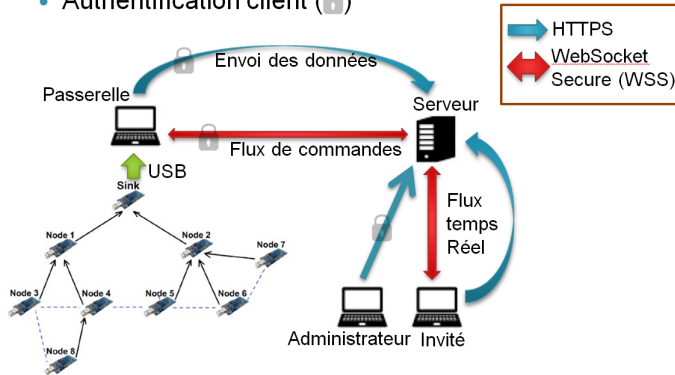 • Authentification client (🔒)
HTTPS
WebSocket
Secure (WSS)
Envoi des données
Passerelle
Serveur
Flux de commandes
USB
Sink
Flux
temps
Réel
Node 1
Node 2
Node 7
Node 3
Node 4
Node 5
Node 6
Node 8
Administrateur
Invité